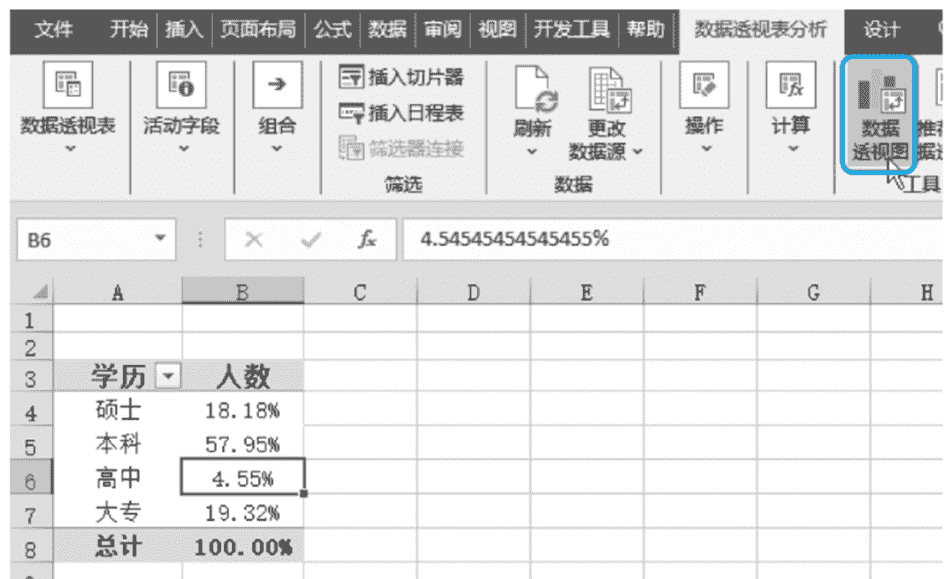 文件 开始 插入 页面布局 公式 数据 审阅 视图 开发工具 帮助 数据透视表分析 设计
数据透视表 活动字段 组合 插入切片器 插入日程表 筛选器连接 筛选 刷新 更改数据源 数据 操作 计算 数据透视图 工具
B6 fx 4.54545454545455%
A B C D E F G H
1
2
3 学历 人数
4 硕士 18.18%
5 本科 57.95%
6 高中 4.55%
7 大专 19.32%
8 总计 100.00%